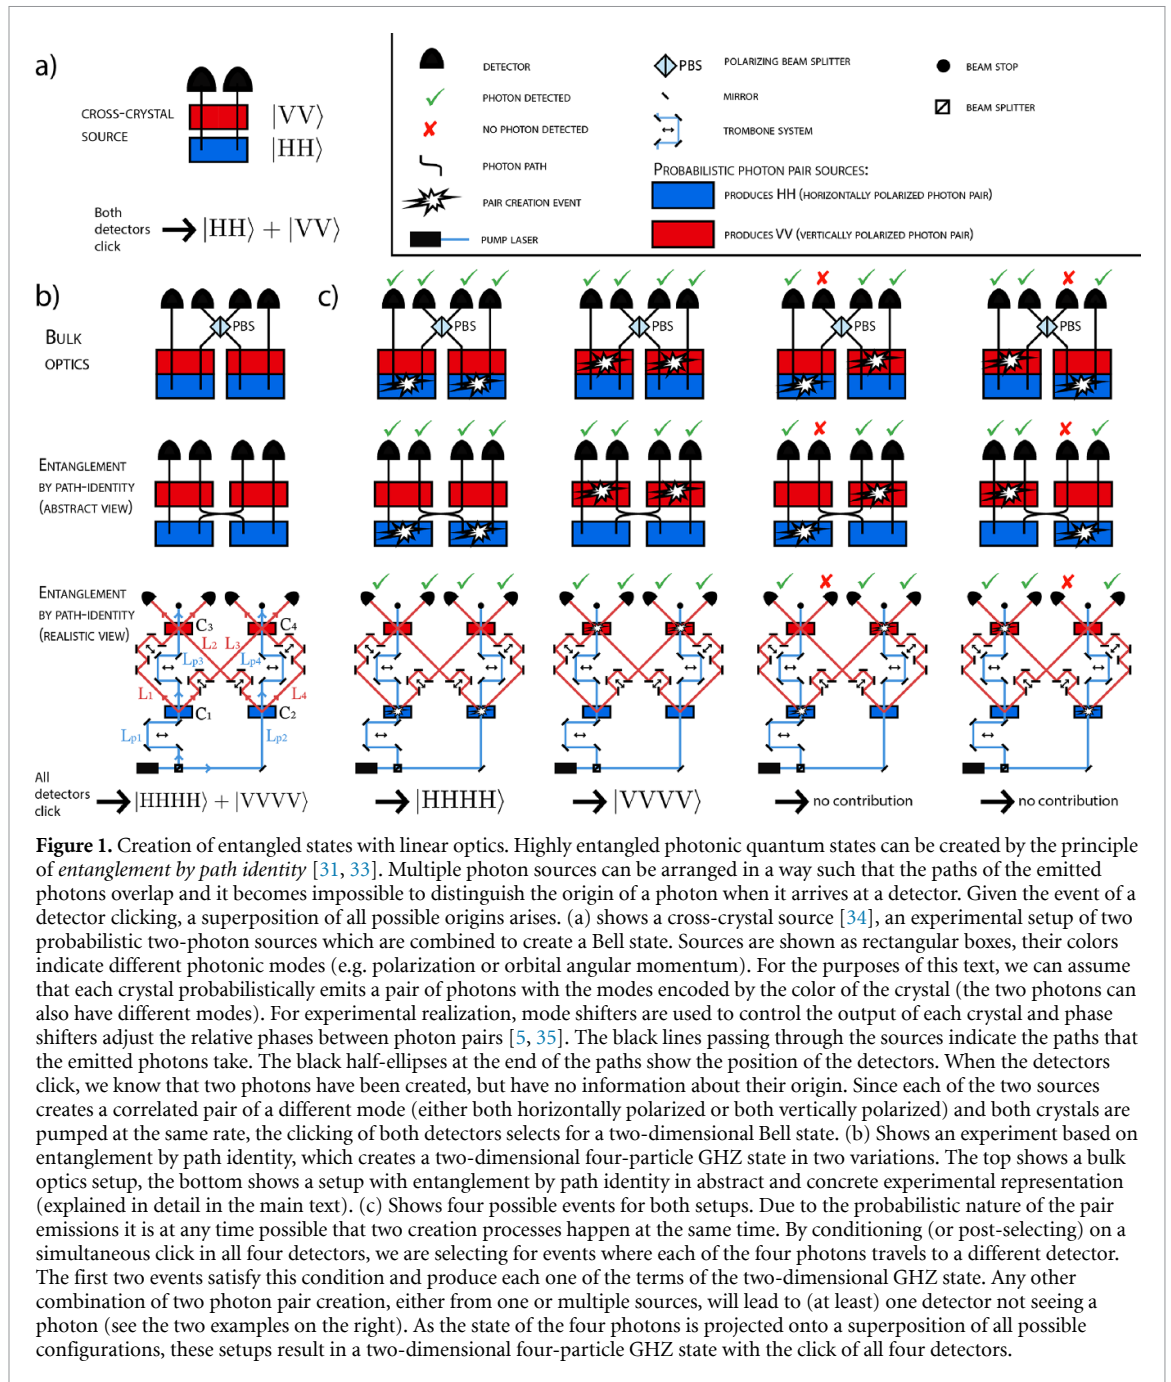 a)
CROSS-CRYSTAL
SOURCE
|VV⟩
|HH⟩
Both
detectors
click
|HH⟩ + |VV⟩
DETECTOR
PHOTON DETECTED
NO PHOTON DETECTED
PHOTON PATH
PAIR CREATION EVENT
PUMP LASER
PBS
POLARIZING BEAM SPLITTER
MIRROR
TROMBONE SYSTEM
BEAM STOP
BEAM SPLITTER
PROBABILISTIC PHOTON PAIR SOURCES:
PRODUCES HH (HORIZONTALLY POLARIZED PHOTON PAIR)
PRODUCES VV (VERTICALLY POLARIZED PHOTON PAIR)
b)
c)
BULK
OPTICS
PBS
PBS
PBS
PBS
PBS
ENTANGLEMENT
BY PATH-IDENTITY
(ABSTRACT VIEW)
ENTANGLEMENT
BY PATH-IDENTITY
(REALISTIC VIEW)
C3
C4
L2
L3
Lp3
Lp4
L1
L4
C1
C2
Lp1
Lp2
All
detectors
click
|HHHH⟩ + |VVVV⟩
|HHHH⟩
|VVVV⟩
no contribution
no contribution
Figure 1. Creation of entangled states with linear optics. Highly entangled photonic quantum states can be created by the principle
of entanglement by path identity [31, 33]. Multiple photon sources can be arranged in a way such that the paths of the emitted
photons overlap and it becomes impossible to distinguish the origin of a photon when it arrives at a detector. Given the event of a
detector clicking, a superposition of all possible origins arises. (a) shows a cross-crystal source [34], an experimental setup of two
probabilistic two-photon sources which are combined to create a Bell state. Sources are shown as rectangular boxes, their colors
indicate different photonic modes (e.g. polarization or orbital angular momentum). For the purposes of this text, we can assume
that each crystal probabilistically emits a pair of photons with the modes encoded by the color of the crystal (the two photons can
also have different modes). For experimental realization, mode shifters are used to control the output of each crystal and phase
shifters adjust the relative phases between photon pairs [5, 35]. The black lines passing through the sources indicate the paths that
the emitted photons take. The black half-ellipses at the end of the paths show the position of the detectors. When the detectors
click, we know that two photons have been created, but have no information about their origin. Since each of the two sources
creates a correlated pair of a different mode (either both horizontally polarized or both vertically polarized) and both crystals are
pumped at the same rate, the clicking of both detectors selects for a two-dimensional Bell state. (b) Shows an experiment based on
entanglement by path identity, which creates a two-dimensional four-particle GHZ state in two variations. The top shows a bulk
optics setup, the bottom shows a setup with entanglement by path identity in abstract and concrete experimental representation
(explained in detail in the main text). (c) Shows four possible events for both setups. Due to the probabilistic nature of the pair
emissions it is at any time possible that two creation processes happen at the same time. By conditioning (or post-selecting) on a
simultaneous click in all four detectors, we are selecting for events where each of the four photons travels to a different detector.
The first two events satisfy this condition and produce each one of the terms of the two-dimensional GHZ state. Any other
combination of two photon pair creation, either from one or multiple sources, will lead to (at least) one detector not seeing a
photon (see the two examples on the right). As the state of the four photons is projected onto a superposition of all possible
configurations, these setups result in a two-dimensional four-particle GHZ state with the click of all four detectors.